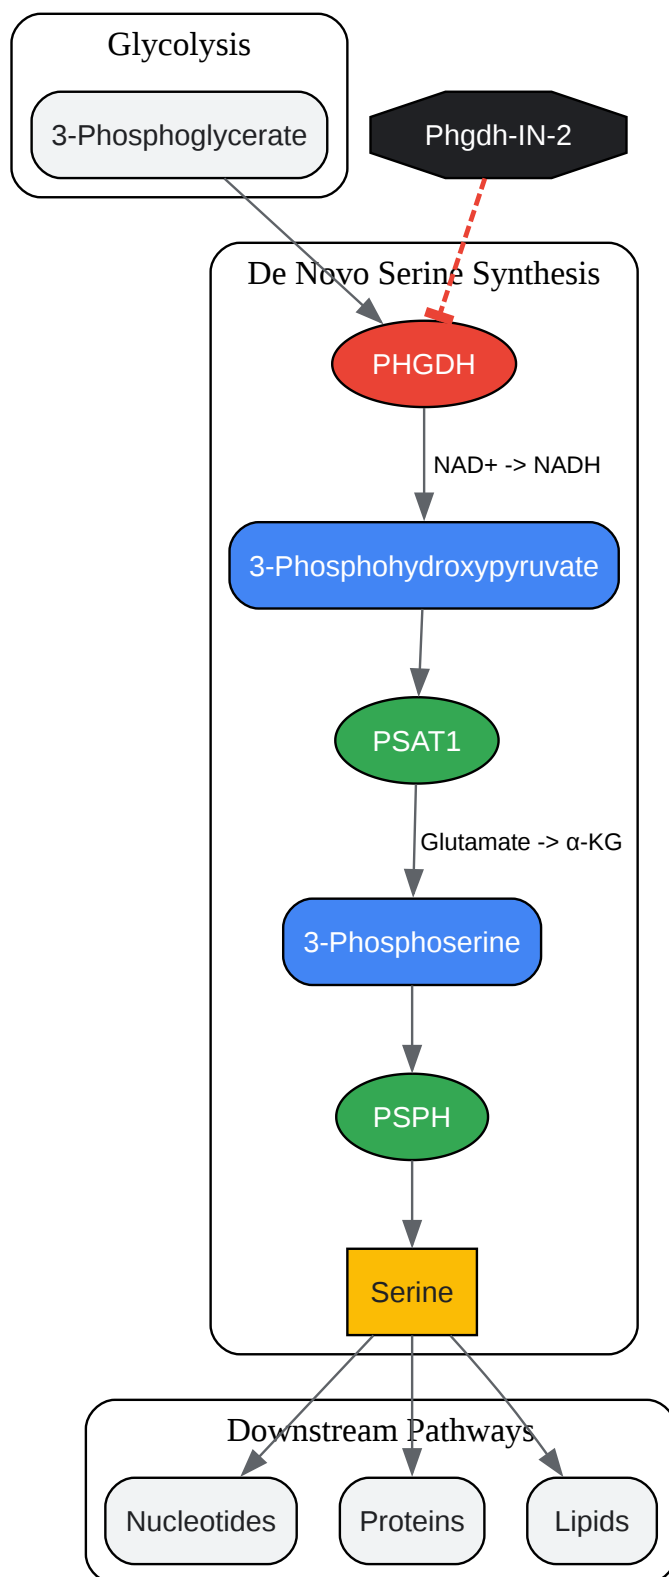 Glycolysis
3-Phosphoglycerate
Phgdh-IN-2
De Novo Serine Synthesis
PHGDH
NAD+ -> NADH
3-Phosphohydroxypyruvate
PSAT1
Glutamate -> α-KG
3-Phosphoserine
PSPH
Serine
Downstream Pathways
Nucleotides
Proteins
Lipids